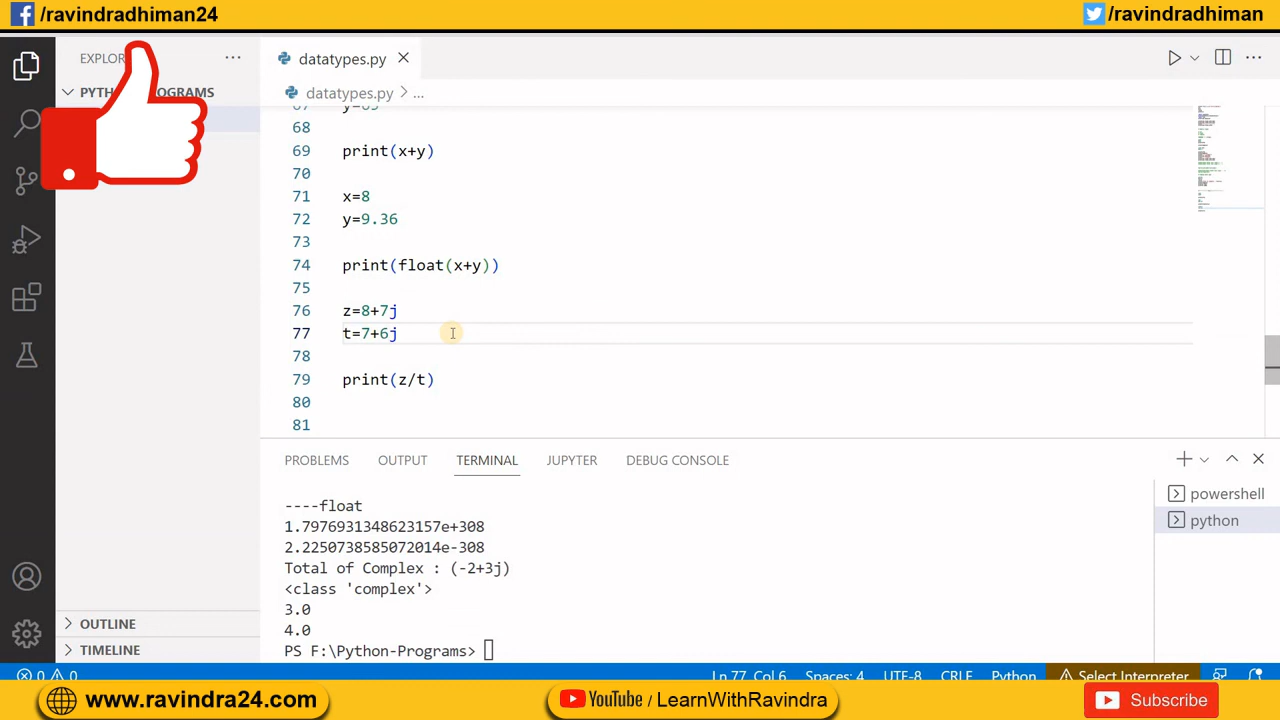 /ravindradhiman24
/ravindradhiman
EXPLOR
datatypes.py
PYTH OGRAMS
datatypes.py > ...
68
69 print(x+y)
70
71 x=8
72 y=9.36
73
74 print(float(x+y))
75
76 z=8+7j
77 t=7+6j
78
79 print(z/t)
80
81
PROBLEMS OUTPUT TERMINAL JUPYTER DEBUG CONSOLE
powershell
python
----float
1.7976931348623157e+308
2.2250738585072014e-308
Total of Complex : (-2+3j)
<class 'complex'>
3.0
4.0
PS F:\Python-Programs>
OUTLINE
TIMELINE
0 0 Ln 77, Col 6 Spaces: 4 UTF-8 CRLF Python Select Interpreter
www.ravindra24.com
YouTube / LearnWithRavindra
Subscribe